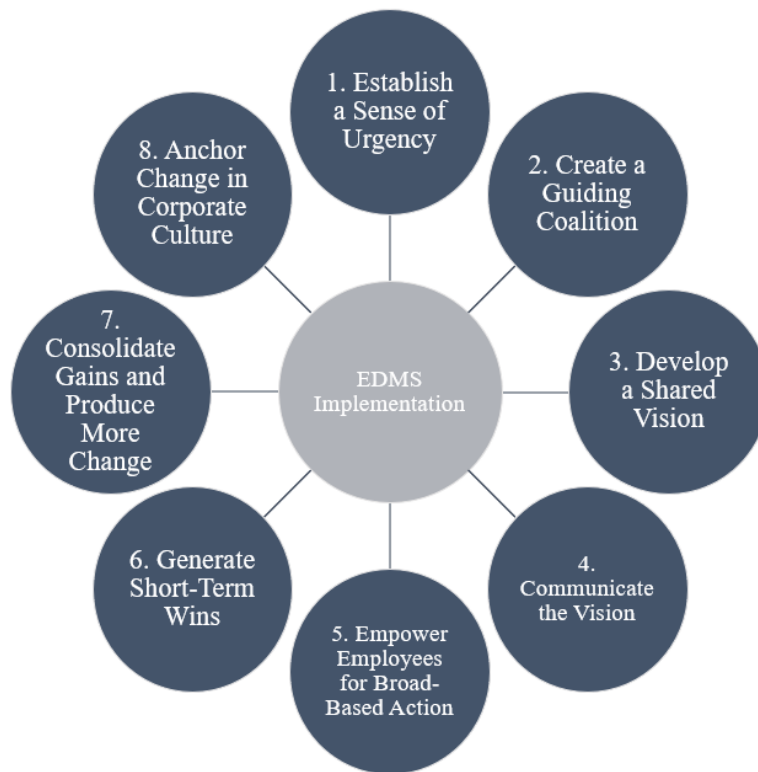 1. Establish
a Sense of
Urgency
2. Create a
Guiding
Coalition
3. Develop
a Shared
Vision
4.
Communicate
the Vision
5. Empower
Employees
for Broad-
Based Action
6. Generate
Short-Term
Wins
7.
Consolidate
Gains and
Produce
More
Change
8. Anchor
Change in
Corporate
Culture
EDMS
Implementation